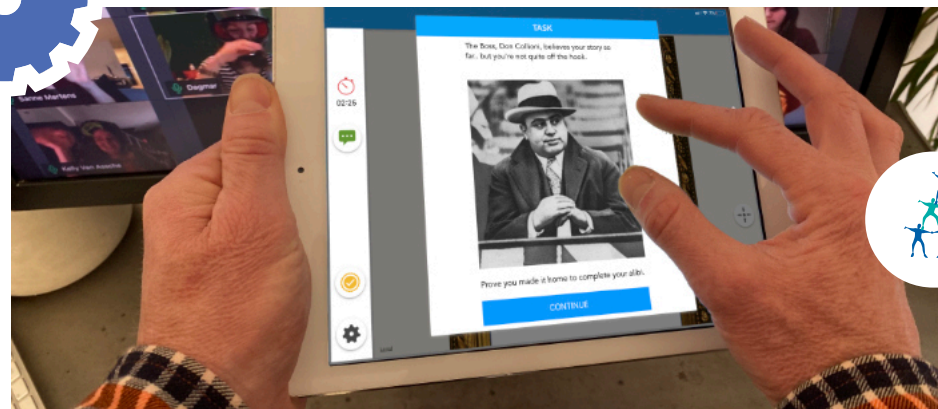 TASK
The Boss, Don Collioni, believes your story so
far.. but you're not quite off the hook.
02:25
Sanne Martens
Dagmar
Kelly Van Assche
Prove you made it home to complete your alibi.
CONTINUE